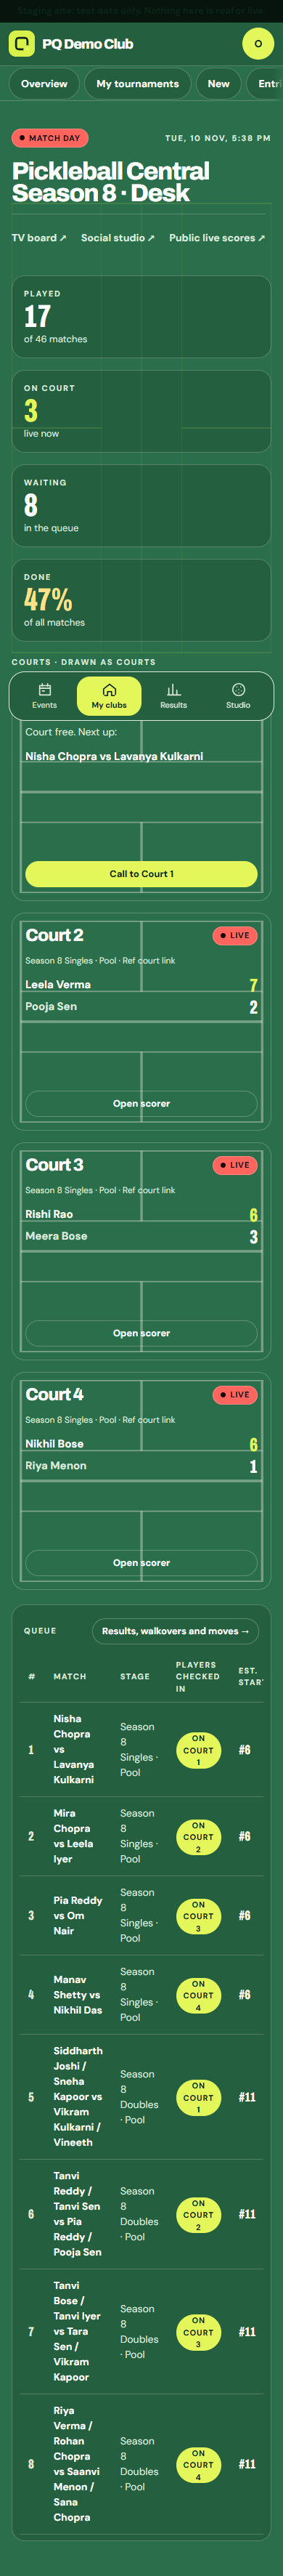 Staging site: test data only. Nothing here is real or live.
PQ Demo Club
O
Overview
My tournaments
New
Entri
MATCH DAY
TUE, 10 NOV, 5:38 PM
Pickleball Central
Season 8 · Desk
TV board ↗
Social studio ↗
Public live scores ↗
PLAYED
17
of 46 matches
ON COURT
3
live now
WAITING
8
in the queue
DONE
47%
of all matches
COURTS · DRAWN AS COURTS
Events
My clubs
Results
Studio
Court free. Next up:
Nisha Chopra vs Lavanya Kulkarni
Call to Court 1
Court 2
LIVE
Season 8 Singles · Pool · Ref court link
Leela Verma 7
Pooja Sen 2
Open scorer
Court 3
LIVE
Season 8 Singles · Pool · Ref court link
Rishi Rao 6
Meera Bose 3
Open scorer
Court 4
LIVE
Season 8 Singles · Pool · Ref court link
Nikhil Bose 6
Riya Menon 1
Open scorer
QUEUE
Results, walkovers and moves →
#
MATCH
STAGE
PLAYERS
CHECKED
IN
EST.
START
1
Nisha
Chopra
vs
Lavanya
Kulkarni
Season
8
Singles ·
Pool
ON
COURT
1
#6
2
Mira
Chopra
vs Leela
Iyer
Season
8
Singles ·
Pool
ON
COURT
2
#6
3
Pia Reddy
vs Om
Nair
Season
8
Singles ·
Pool
ON
COURT
3
#6
4
Manav
Shetty vs
Nikhil Das
Season
8
Singles ·
Pool
ON
COURT
4
#6
5
Siddharth
Joshi /
Sneha
Kapoor vs
Vikram
Kulkarni /
Vineeth
Season
8
Doubles
· Pool
ON
COURT
1
#11
6
Tanvi
Reddy /
Tanvi Sen
vs Pia
Reddy /
Pooja Sen
Season
8
Doubles
· Pool
ON
COURT
2
#11
7
Tanvi
Bose /
Tanvi Iyer
vs Tara
Sen /
Vikram
Kapoor
Season
8
Doubles
· Pool
ON
COURT
3
#11
8
Riya
Verma /
Rohan
Chopra
vs Saanvi
Menon /
Sana
Chopra
Season
8
Doubles
· Pool
ON
COURT
4
#11